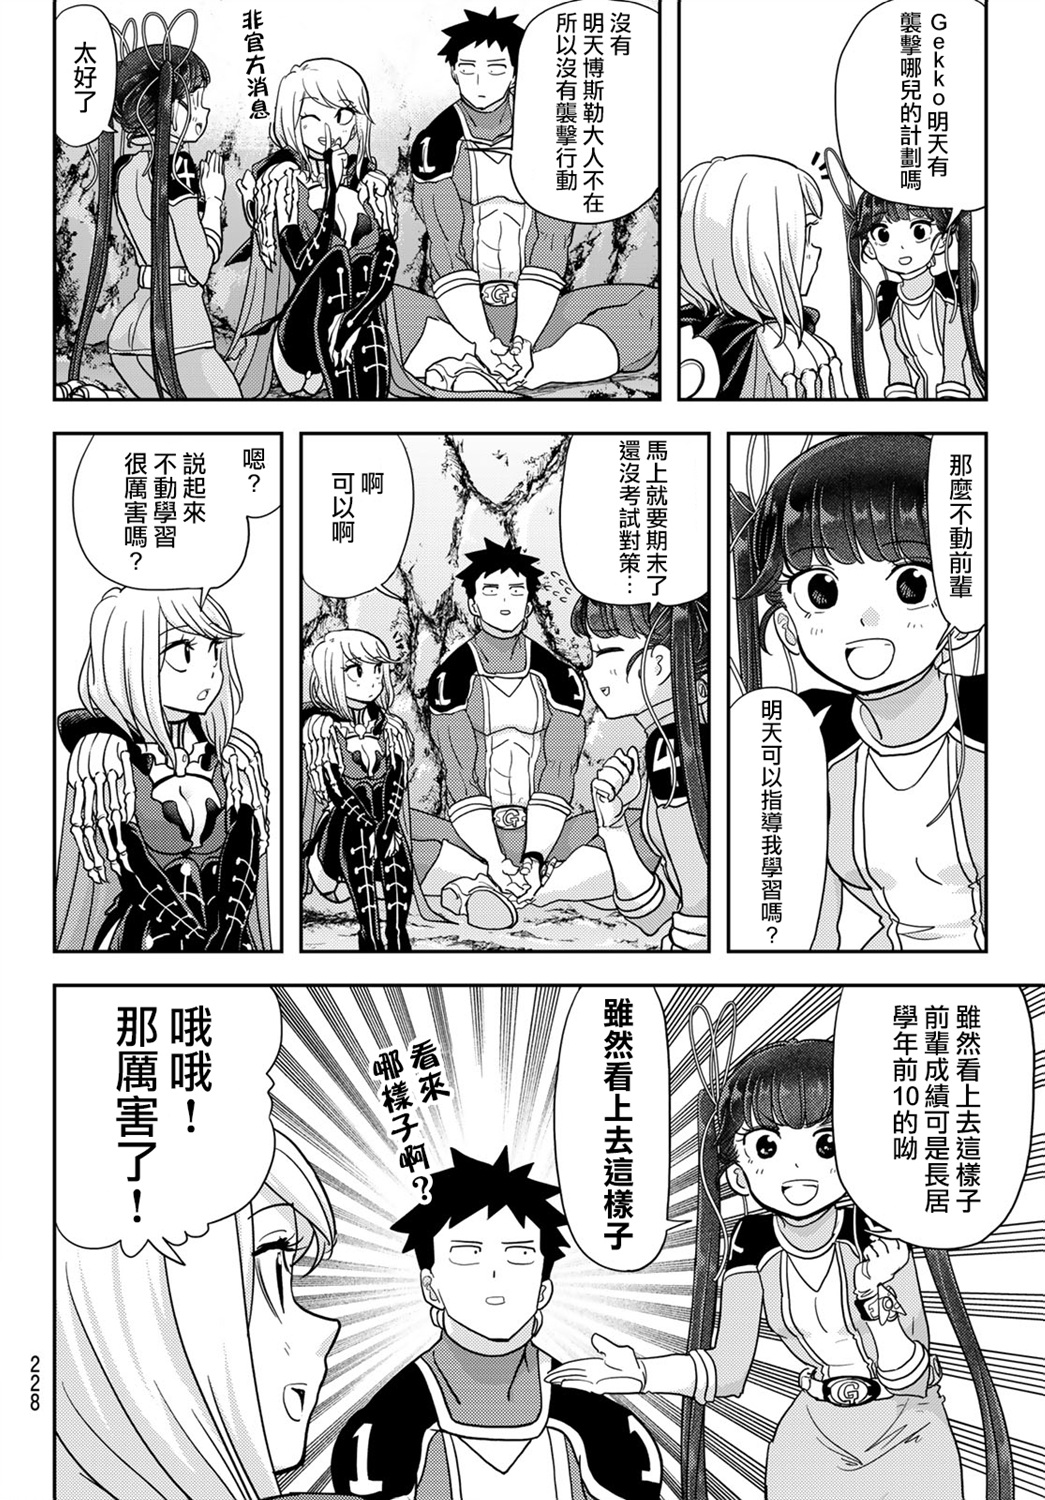 Gekko明天有
襲擊哪兒的計劃嗎
沒有
明天博斯勒大人不在
所以沒有襲擊行動
非官方消息
太好了
那麼不動前輩
明天可以指導我學習嗎？
馬上就要期末了
還沒考試對策…
啊
可以啊
嗯？
說起來
不動學習
很厲害嗎？
雖然看上去這樣子
前輩成績可是長居
學年前10的呦
雖然看上去這樣子
看來
哪樣子啊？
哦哦！
那厲害了！
1
4
1
1
4
G
1
G
228